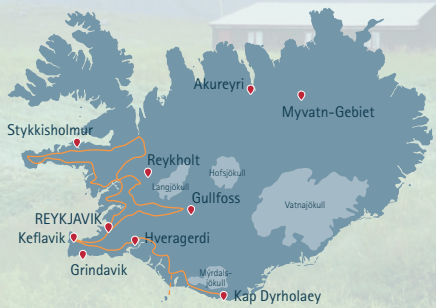 Akureyri
Myvatn-Gebiet
Stykkisholmur
Reykholt
Hofsjökull
Langjökull
Gullfoss
Vatnajökull
REYKJAVIK
Keflavik
Hveragerdi
Grindavik
Myrdals-
jökull
Kap Dyrholaey